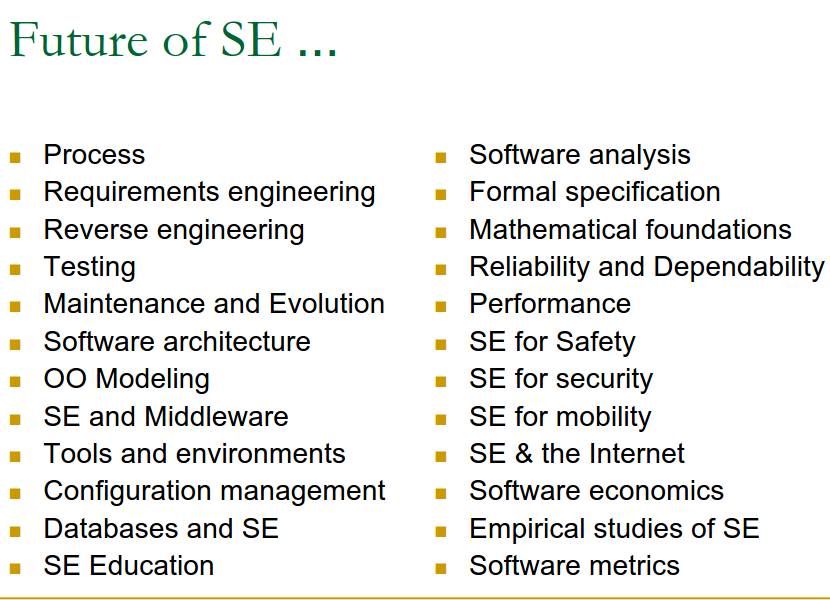 Future of SE ...
Process
Requirements engineering
Reverse engineering
Testing
Maintenance and Evolution
Software architecture
OO Modeling
SE and Middleware
Tools and environments
Configuration management
Databases and SE
SE Education
Software analysis
Formal specification
Mathematical foundations
Reliability and Dependability
Performance
SE for Safety
SE for security
SE for mobility
SE & the Internet
Software economics
Empirical studies of SE
Software metrics